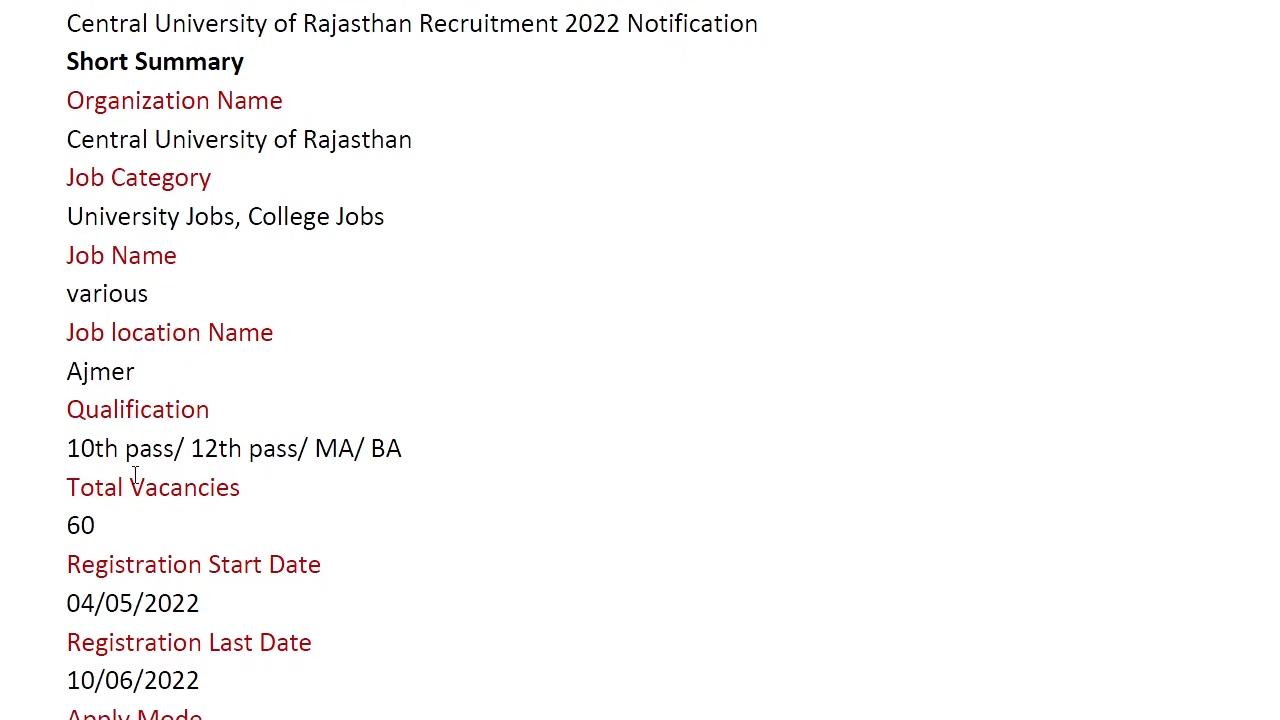 Central University of Rajasthan Recruitment 2022 Notification
Short Summary
Organization Name
Central University of Rajasthan
Job Category
University Jobs, College Jobs
Job Name
various
Job location Name
Ajmer
Qualification
10th pass/ 12th pass/ MA/ BA
Total Vacancies
60
Registration Start Date
04/05/2022
Registration Last Date
10/06/2022
Apply Mode